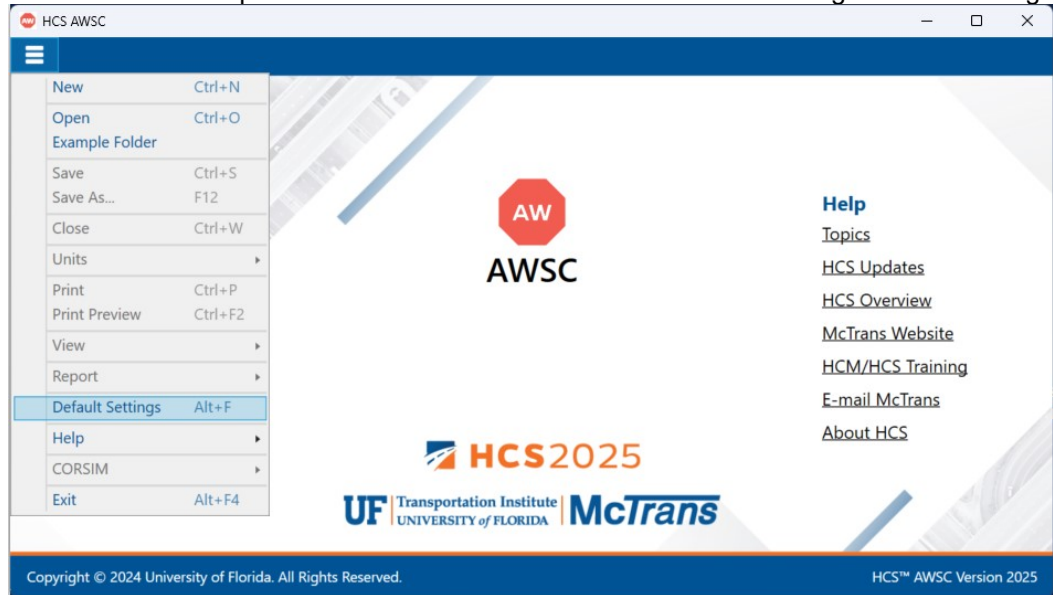 HCS AWSC
New Ctrl+N
Open Ctrl+O
Example Folder
Save Ctrl+S
Save As... F12
Close Ctrl+W
Units
Print Ctrl+P
Print Preview Ctrl+F2
View
Report
Default Settings Alt+F
Help
CORSIM
Exit Alt+F4
AW
AWSC
Help
Topics
HCS Updates
HCS Overview
McTrans Website
HCM/HCS Training
E-mail McTrans
About HCS
HCS2025
UF Transportation Institute
UNIVERSITY of FLORIDA
McTrans
Copyright © 2024 University of Florida. All Rights Reserved.
HCS™ AWSC Version 2025